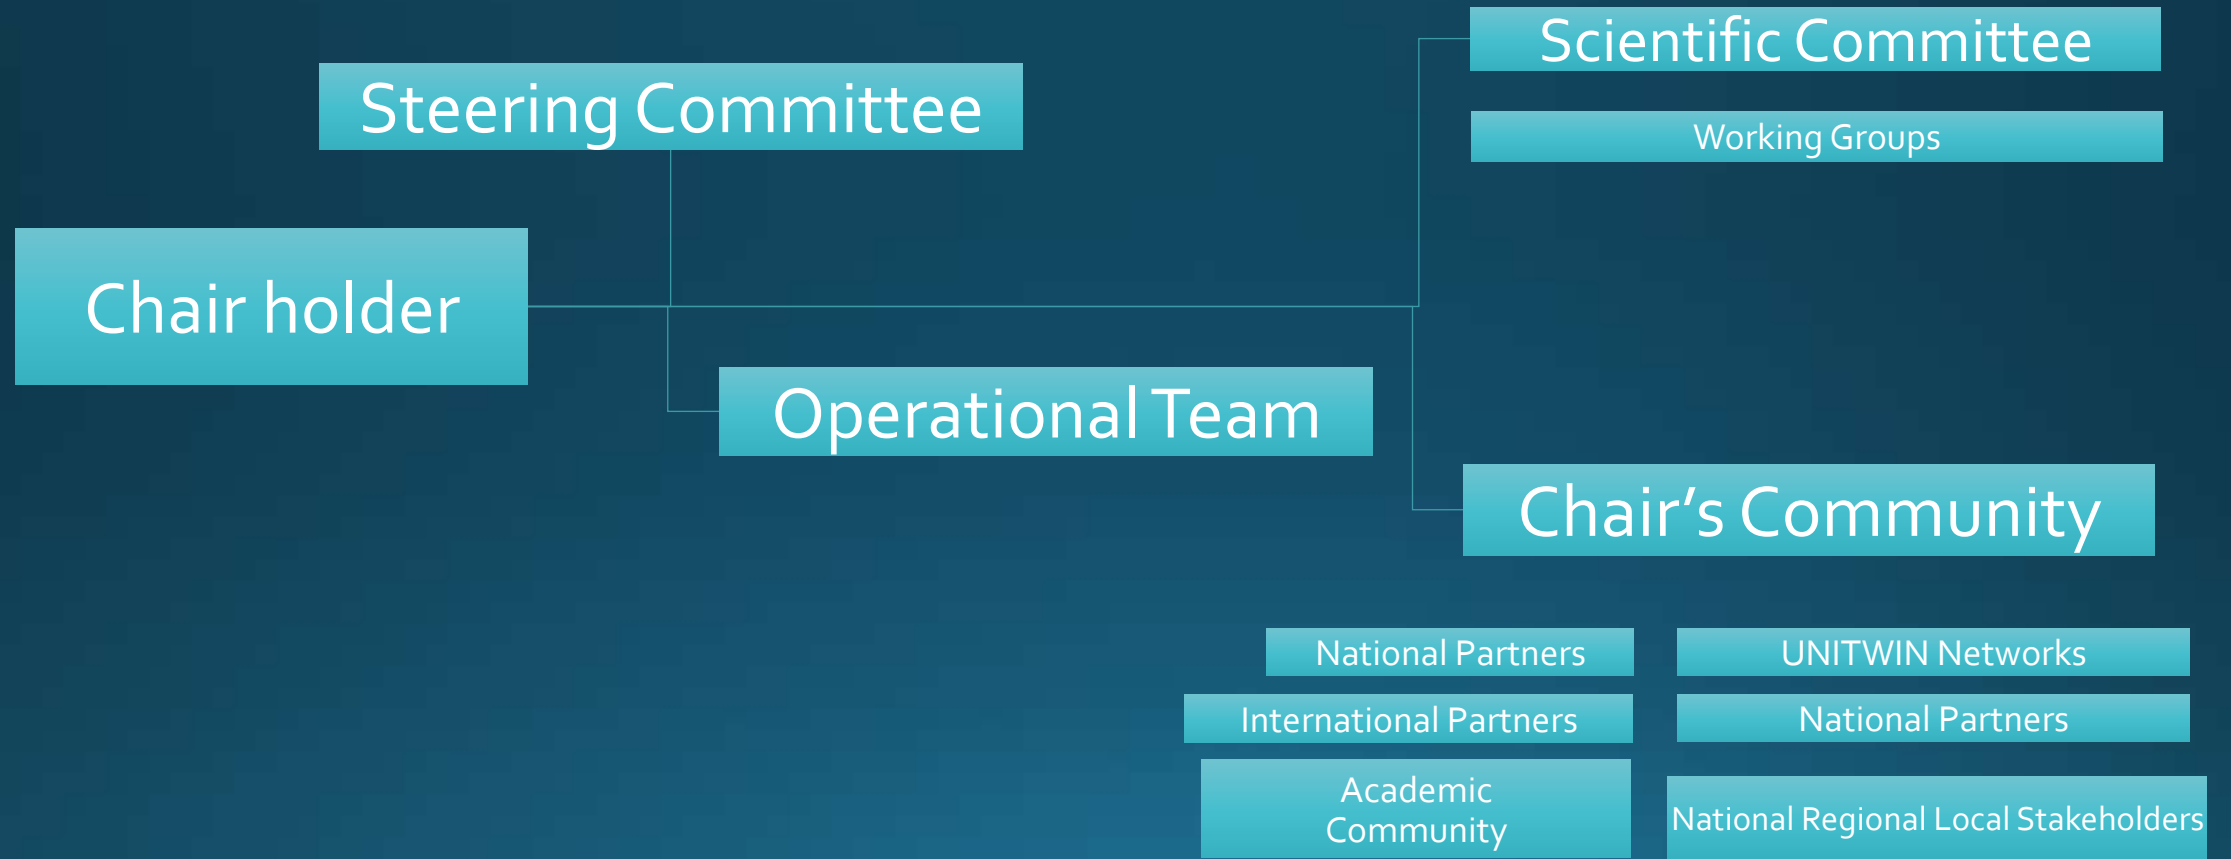 Scientific Committee
Steering Committee
Working Groups
Chair holder
Operational Team
Chair’s Community
National Partners
UNITWIN Networks
International Partners
National Partners
Academic
Community
National Regional Local Stakeholders